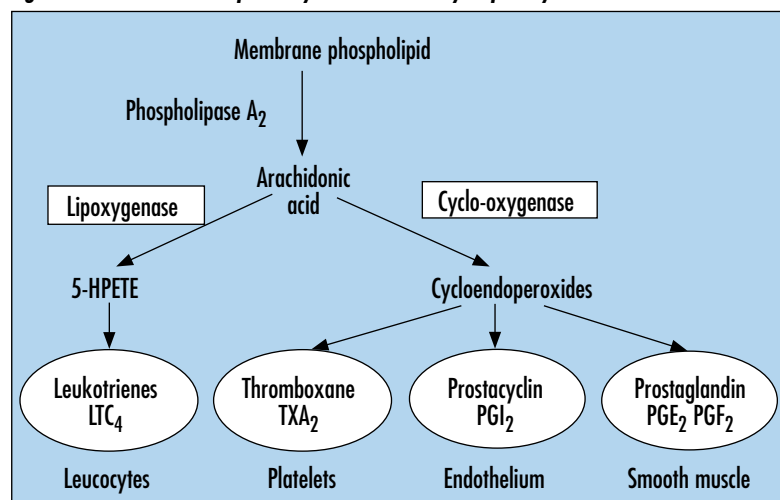 Membrane phospholipid
Phospholipase A₂
Arachidonic
acid
Lipoxygenase
Cyclo-oxygenase
5-HPETE
Cycloendoperoxides
Leukotrienes
LTC₄
Thromboxane
TXA₂
Prostacyclin
PGI₂
Prostaglandin
PGE₂ PGF₂
Leucocytes
Platelets
Endothelium
Smooth muscle